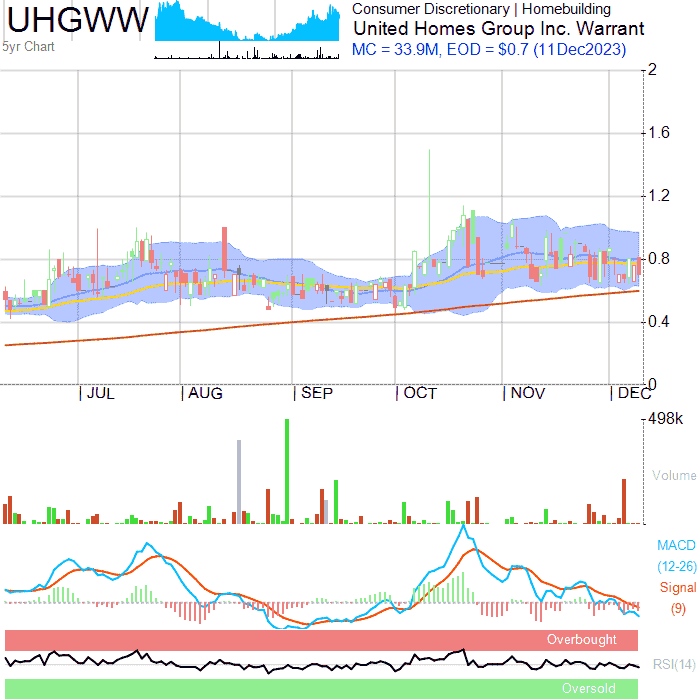 UHGWW
5yr Chart
Consumer Discretionary | Homebuilding
United Homes Group Inc. Warrant
MC = 33.9M, EOD = $0.7 (11Dec2023)
2
1.6
1.2
0.8
0.4
0
JUL AUG SEP OCT NOV DEC
498k
Volume
MACD
(12-26)
Signal
(9)
Overbought
RSI(14)
Oversold